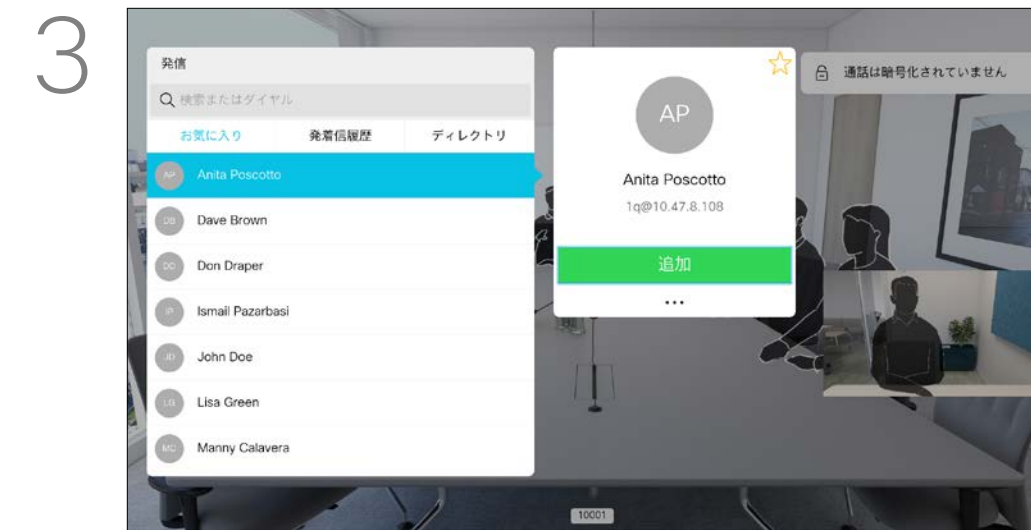 3
発信
検索またはダイヤル
お気に入り 発着信履歴 ディレクトリ
AP Anita Poscotto
DB Dave Brown
DD Don Draper
IP Ismail Pazarbasi
JD John Doe
LG Lisa Green
MC Manny Calavera
AP
Anita Poscotto
1q@10.47.8.108
追加
...
通話は暗号化されていません
10001